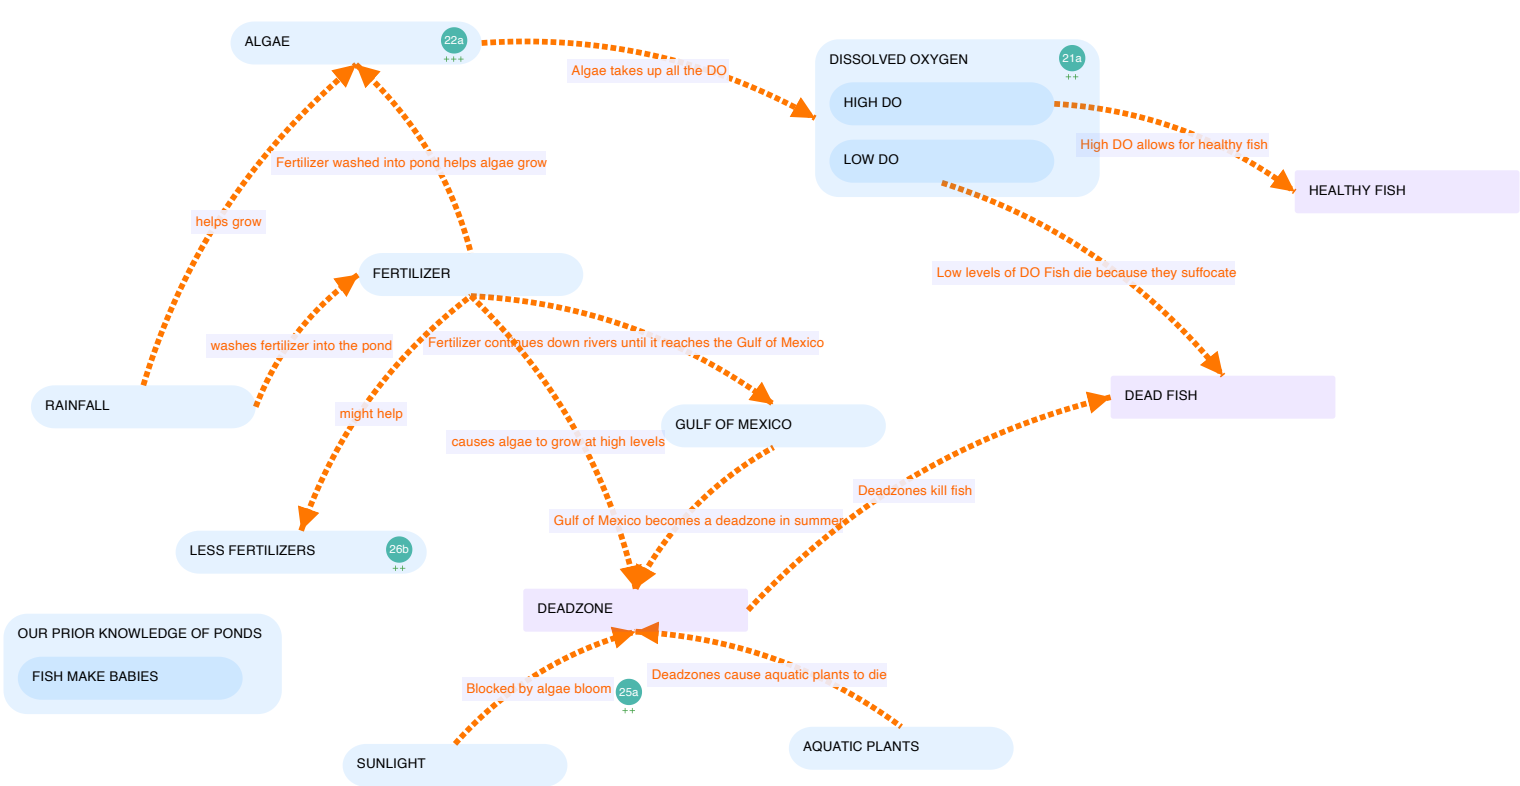 ALGAE
22a
+++
Algae takes up all the DO
DISSOLVED OXYGEN
21a
++
HIGH DO
LOW DO
High DO allows for healthy fish
HEALTHY FISH
Fertilizer washed into pond helps algae grow
helps grow
FERTILIZER
Low levels of DO Fish die because they suffocate
washes fertilizer into the pond
Fertilizer continues down rivers until it reaches the Gulf of Mexico
RAINFALL
might help
GULF OF MEXICO
DEAD FISH
causes algae to grow at high levels
Deadzones kill fish
Gulf of Mexico becomes a deadzone in summer
LESS FERTILIZERS
26b
++
DEADZONE
OUR PRIOR KNOWLEDGE OF PONDS
FISH MAKE BABIES
Blocked by algae bloom
25a
++
Deadzones cause aquatic plants to die
SUNLIGHT
AQUATIC PLANTS